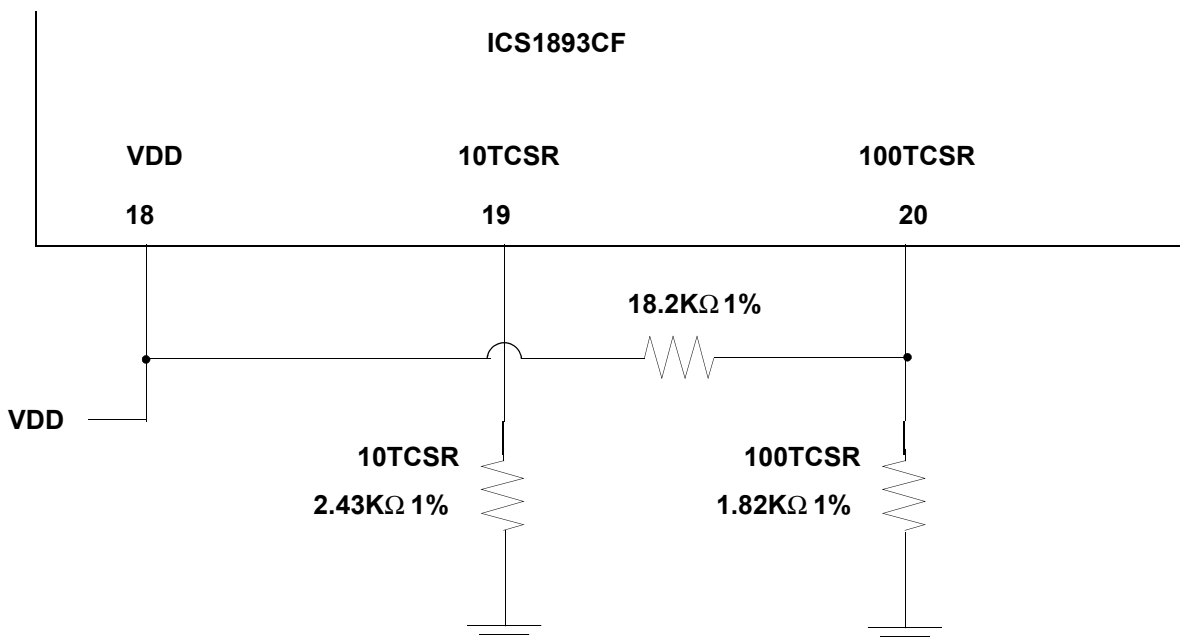 ICS1893CF
VDD 10TCSR 100TCSR
18 19 20
18.2KΩ 1%
VDD
10TCSR 100TCSR
2.43KΩ 1% 1.82KΩ 1%